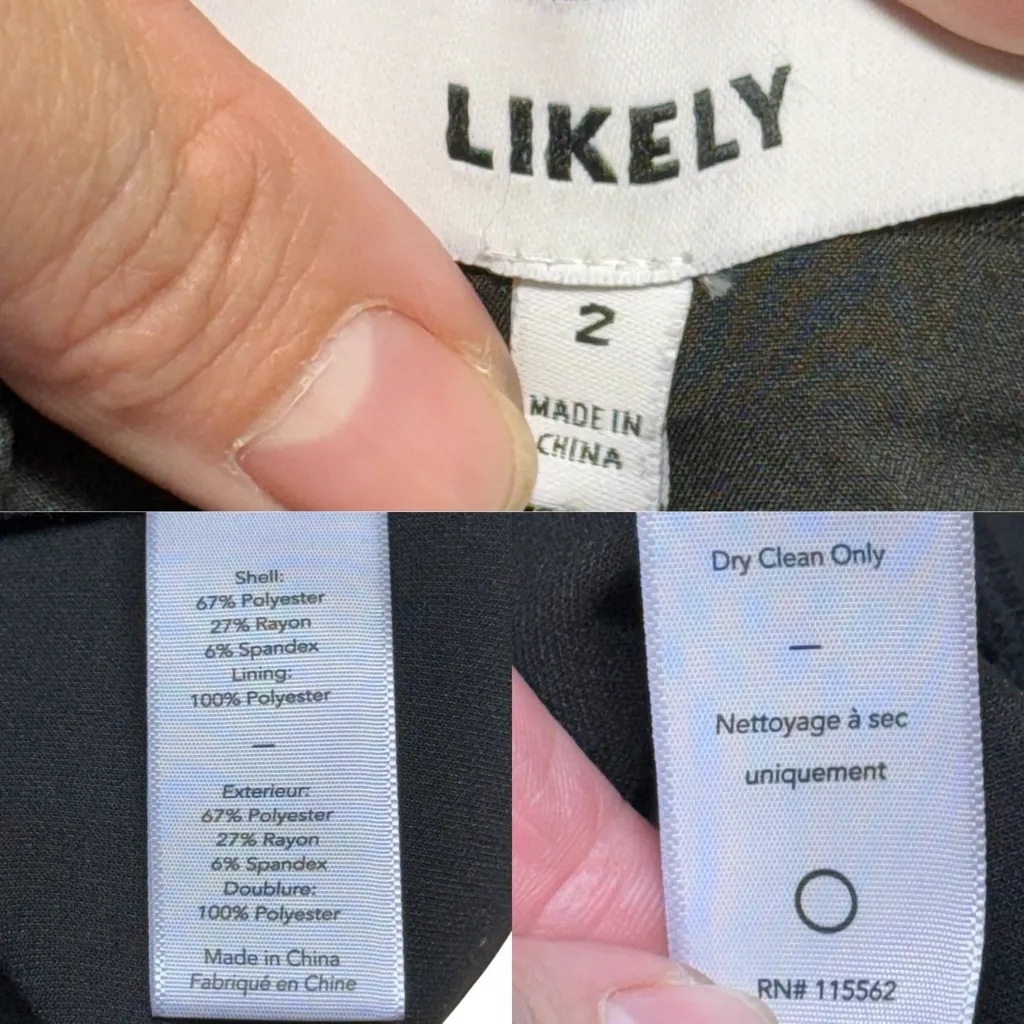 LIKELY
2
MADE IN
CHINA
Shell:
67% Polyester
27% Rayon
6% Spandex
Lining:
100% Polyester
—
Exterieur:
67% Polyester
27% Rayon
6% Spandex
Doublure:
100% Polyester
Made in China
Fabriqué en Chine
Dry Clean Only
—
Nettoyage à sec
uniquement
RN# 115562